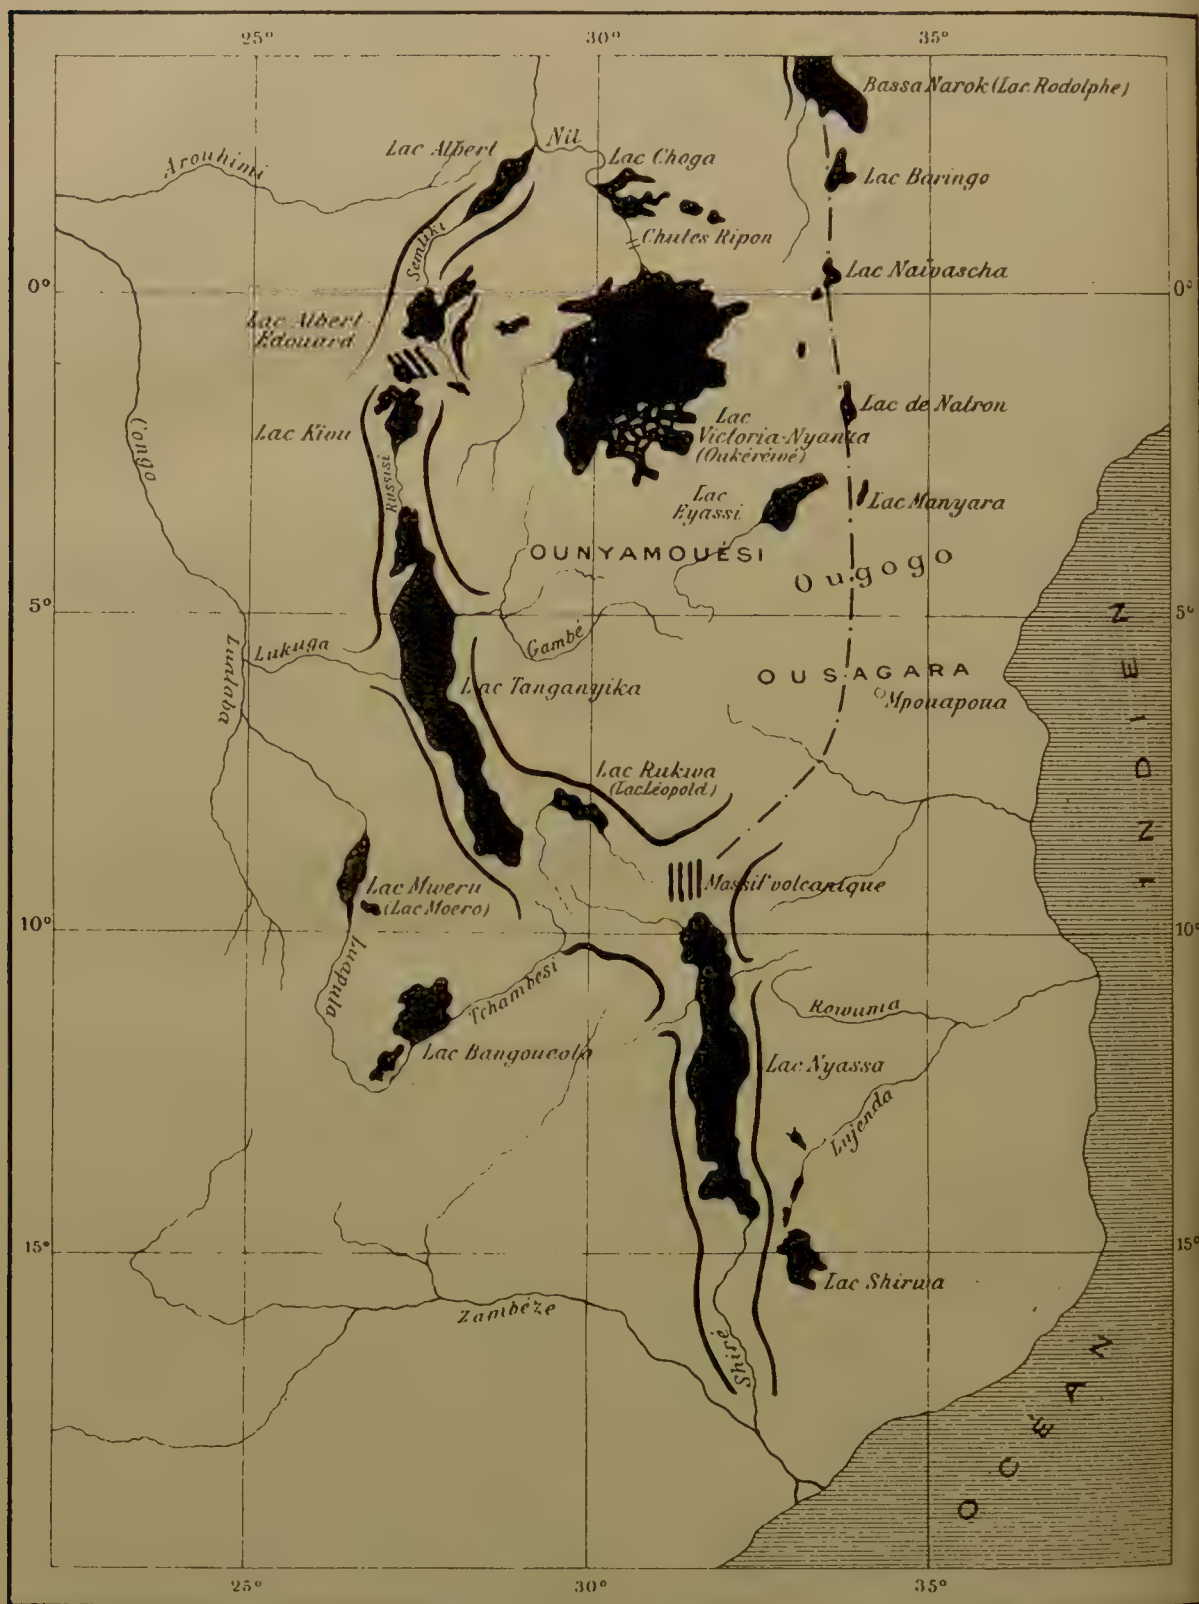 25°
30°
35°
Bassa Narok (Lac Rodolphe)
Nil
Lac Albert
Lac Choga
Arouhimi
Lac Baringo
Chutes Ripon
Semliki
Lac Naïvascha
0°
0°
Lac Albert-
Edouard
Lac de Natron
Lac
Victoria-Nyanza
(Oukéréwé)
Lac Kiou
Congo
Russisi
Lac
Eyassi
Lac Manyara
OUNYAMOUÉSI
Ougogo
5°
5°
Gambé
Lukuga
Lualaba
OUSAGARA
Lac Tanganyika
Mpouapoua
Lac Rukwa
(Lac Léopold)
Massif volcanique
Lac Mweru
(Lac Moero)
10°
10°
Luapula
Tchambesi
Rowuma
Lac Bangoueolo
Lac Nyassa
Lujenda
15°
15°
Lac Shirwa
Zambéze
Shiré
OCÉAN INDIEN
25°
30°
35°